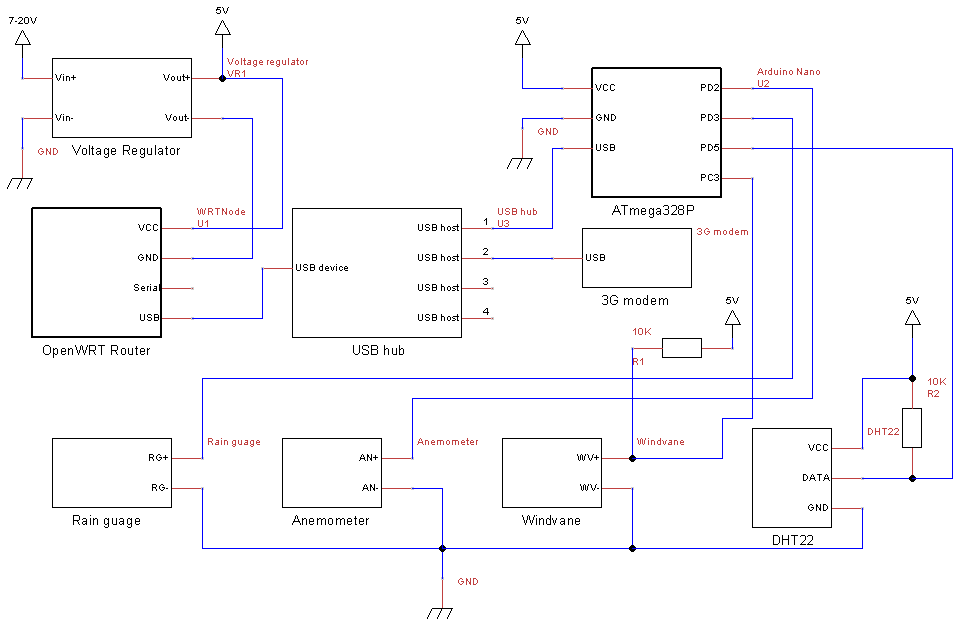 7-20V
5V
5V
Voltage regulator
VR1
Vin+
Vout+
Vin-
Vout-
GND
Voltage Regulator
Arduino Nano
U2
VCC
PD2
GND
GND
PD3
USB
PD5
PC3
ATmega328P
WRTNode
U1
VCC
GND
Serial
USB
OpenWRT Router
USB hub
U3
USB host
1
USB host
2
USB device
USB host
3
USB host
4
USB hub
3G modem
USB
3G modem
5V
10K
R1
5V
10K
R2
DHT22
Rain guage
RG+
RG-
Rain guage
Anemometer
AN+
AN-
Anemometer
Windvane
WV+
WV-
Windvane
VCC
DATA
GND
DHT22
GND